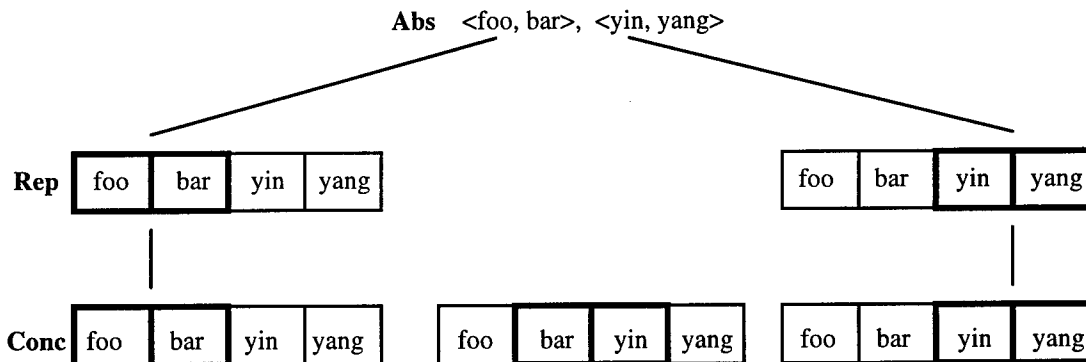 Abs <foo, bar>, <yin, yang>
Rep foo bar yin yang foo bar yin yang
Conc foo bar yin yang foo bar yin yang foo bar yin yang